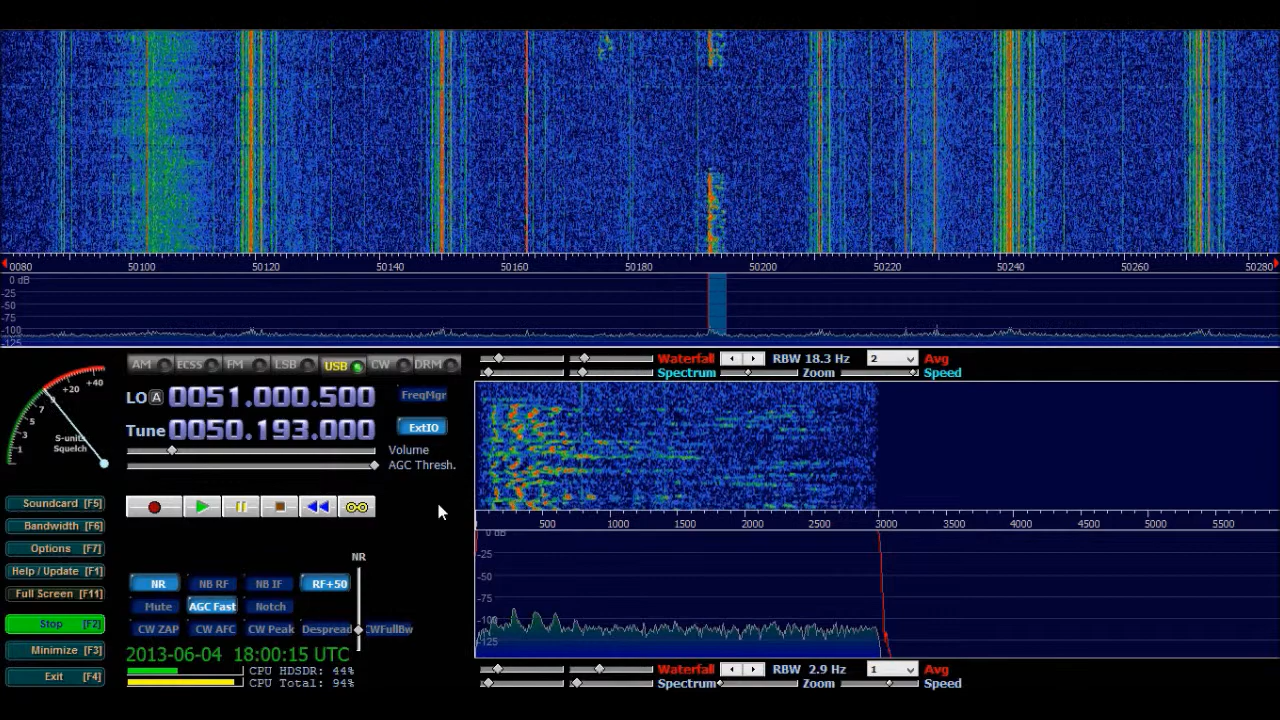 0080 50100 50120 50140 50160 50180 50200 50220 50240 50260 50280
0 dB
-25
-50
-75
-100
-125
AM ECSS FM LSB USB CW DRM
Waterfall RBW 18.3 Hz 2 Avg
Spectrum Zoom Speed
+40
+20
9
7
5
3
1
S-units
Squelch
LO A 0051.000.500
FreqMgr
Tune 0050.193.000
ExtIO
Volume
AGC Thresh.
Soundcard [F5]
Bandwidth [F6]
Options [F7]
Help / Update [F1]
Full Screen [F11]
Stop [F2]
Minimize [F3]
Exit [F4]
NR
NR NB RF NB IF RF+50
Mute AGC Fast Notch
CW ZAP CW AFC CW Peak Despread CWFullBw
2013-06-04 18:00:15 UTC
CPU HDSDR: 44%
CPU Total: 94%
500 1000 1500 2000 2500 3000 3500 4000 4500 5000 5500
0 dB
-25
-50
-75
-100
-125
Waterfall RBW 2.9 Hz 1 Avg
Spectrum Zoom Speed